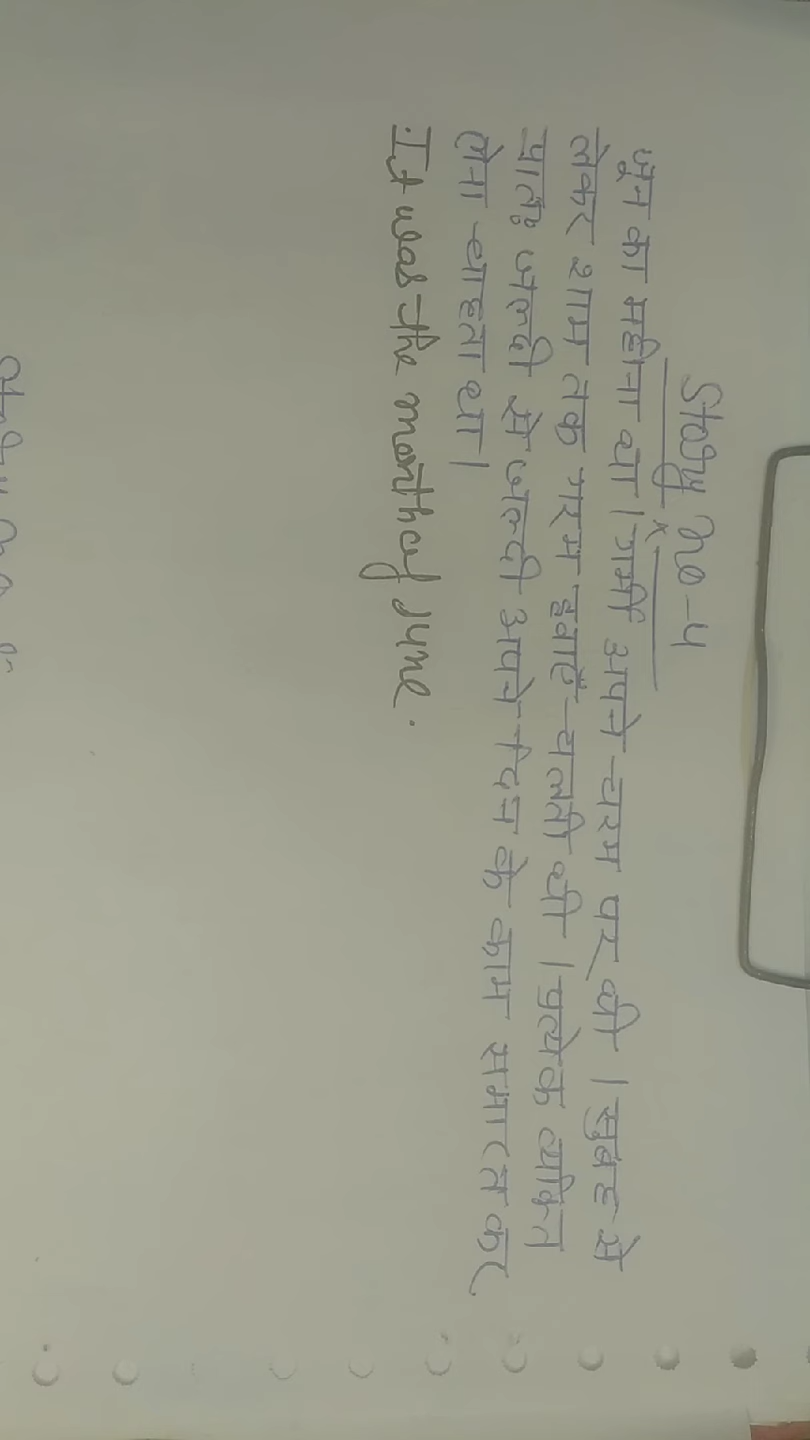 Story no-4
जून का महीना था। गर्मी अपने चरम पर थी। सुबह से
लेकर शाम तक गरम हवाएँ चलती थी। प्रत्येक व्यक्ति
प्रातः जल्दी से जल्दी अपने दिन के काम समाप्त कर
लेना चाहता था।
It was the month of June.